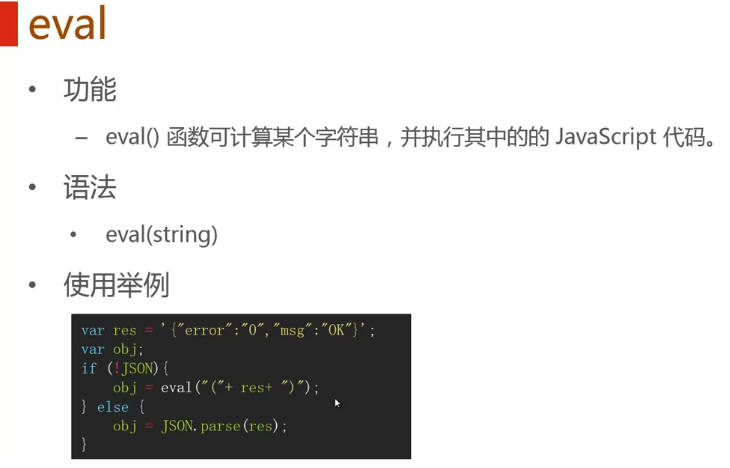 eval
• 功能
– eval() 函数可计算某个字符串，并执行其中的的 JavaScript 代码。
• 语法
• eval(string)
• 使用举例
var res = '{"error":"0","msg":"OK"}';
var obj;
if (!JSON){
    obj = eval("("+ res+ ")");
} else {
    obj = JSON.parse(res);
}